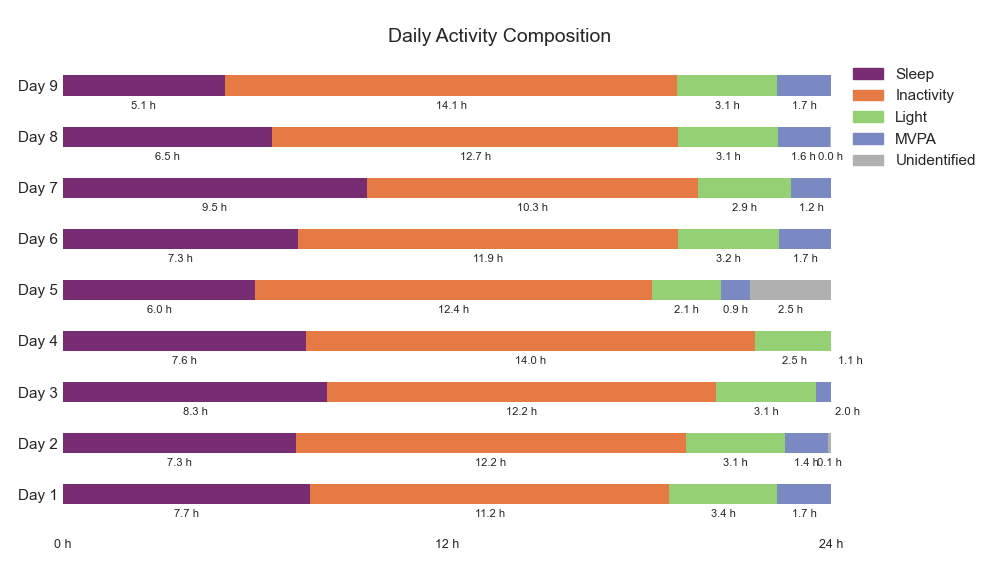 Daily Activity Composition
Day 9
5.1 h 14.1 h 3.1 h 1.7 h
Day 8
6.5 h 12.7 h 3.1 h 1.6 h 0.0 h
Day 7
9.5 h 10.3 h 2.9 h 1.2 h
Day 6
7.3 h 11.9 h 3.2 h 1.7 h
Day 5
6.0 h 12.4 h 2.1 h 0.9 h 2.5 h
Day 4
7.6 h 14.0 h 2.5 h 1.1 h
Day 3
8.3 h 12.2 h 3.1 h 2.0 h
Day 2
7.3 h 12.2 h 3.1 h 1.4 h 0.1 h
Day 1
7.7 h 11.2 h 3.4 h 1.7 h
0 h 12 h 24 h
Sleep
Inactivity
Light
MVPA
Unidentified